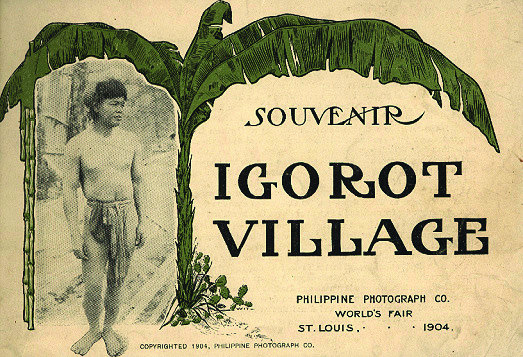 SOUVENIR
IGOROT
VILLAGE
PHILIPPINE PHOTOGRAPH CO.
WORLD'S FAIR
ST. LOUIS, · · · 1904.
COPYRIGHTED 1904, PHILIPPINE PHOTOGRAPH CO.